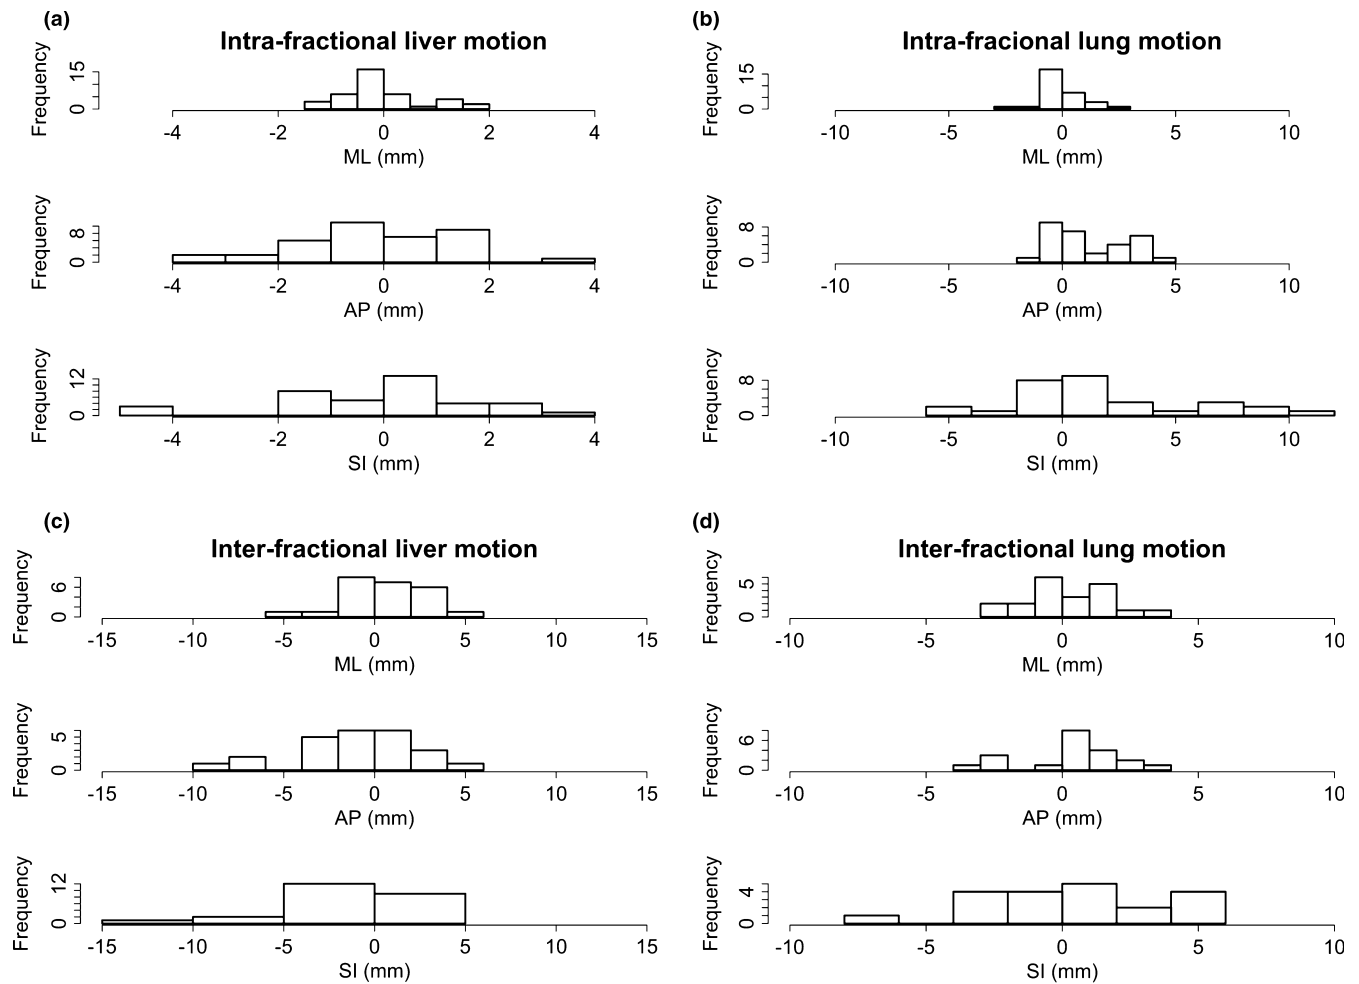 (a)
Intra-fractional liver motion
Frequency
0 15
-4 -2 0 2 4
ML (mm)
Frequency
0 8
-4 -2 0 2 4
AP (mm)
Frequency
0 12
-4 -2 0 2 4
SI (mm)
(b)
Intra-fracional lung motion
Frequency
0 15
-10 -5 0 5 10
ML (mm)
Frequency
0 8
-10 -5 0 5 10
AP (mm)
Frequency
0 8
-10 -5 0 5 10
SI (mm)
(c)
Inter-fractional liver motion
Frequency
0 6
-15 -10 -5 0 5 10 15
ML (mm)
Frequency
0 5
-15 -10 -5 0 5 10 15
AP (mm)
Frequency
0 12
-15 -10 -5 0 5 10 15
SI (mm)
(d)
Inter-fractional lung motion
Frequency
0 5
-10 -5 0 5 10
ML (mm)
Frequency
0 6
-10 -5 0 5 10
AP (mm)
Frequency
0 4
-10 -5 0 5 10
SI (mm)